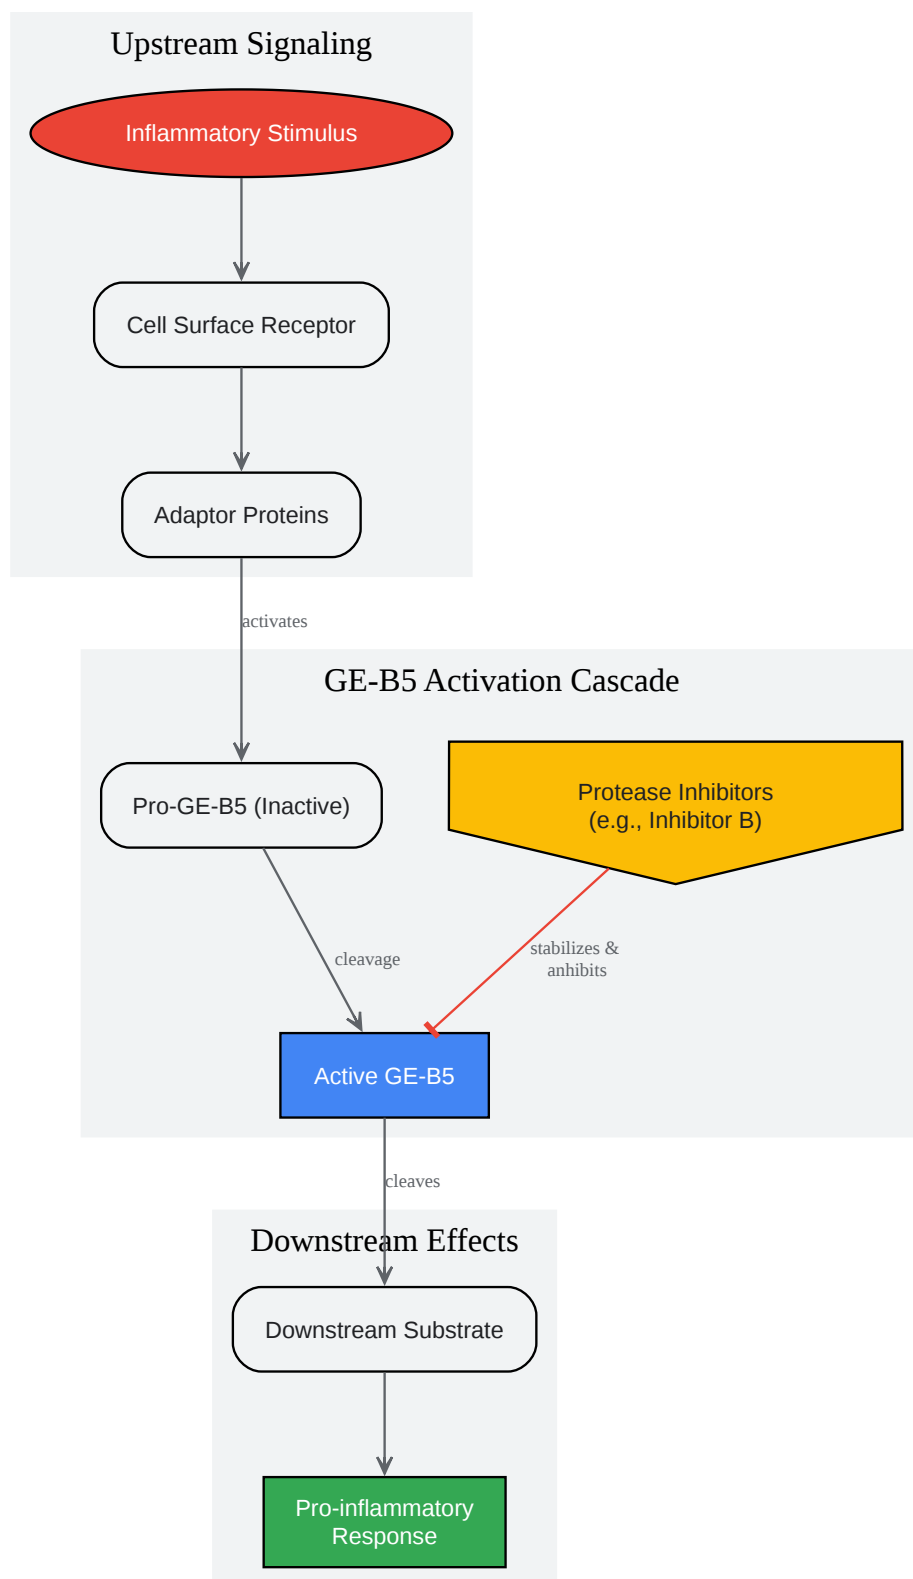 Upstream Signaling
Inflammatory Stimulus
Cell Surface Receptor
Adaptor Proteins
activates
GE-B5 Activation Cascade
Pro-GE-B5 (Inactive)
Protease Inhibitors
(e.g., Inhibitor B)
cleavage
stabilizes &
anhibits
Active GE-B5
cleaves
Downstream Effects
Downstream Substrate
Pro-inflammatory
Response